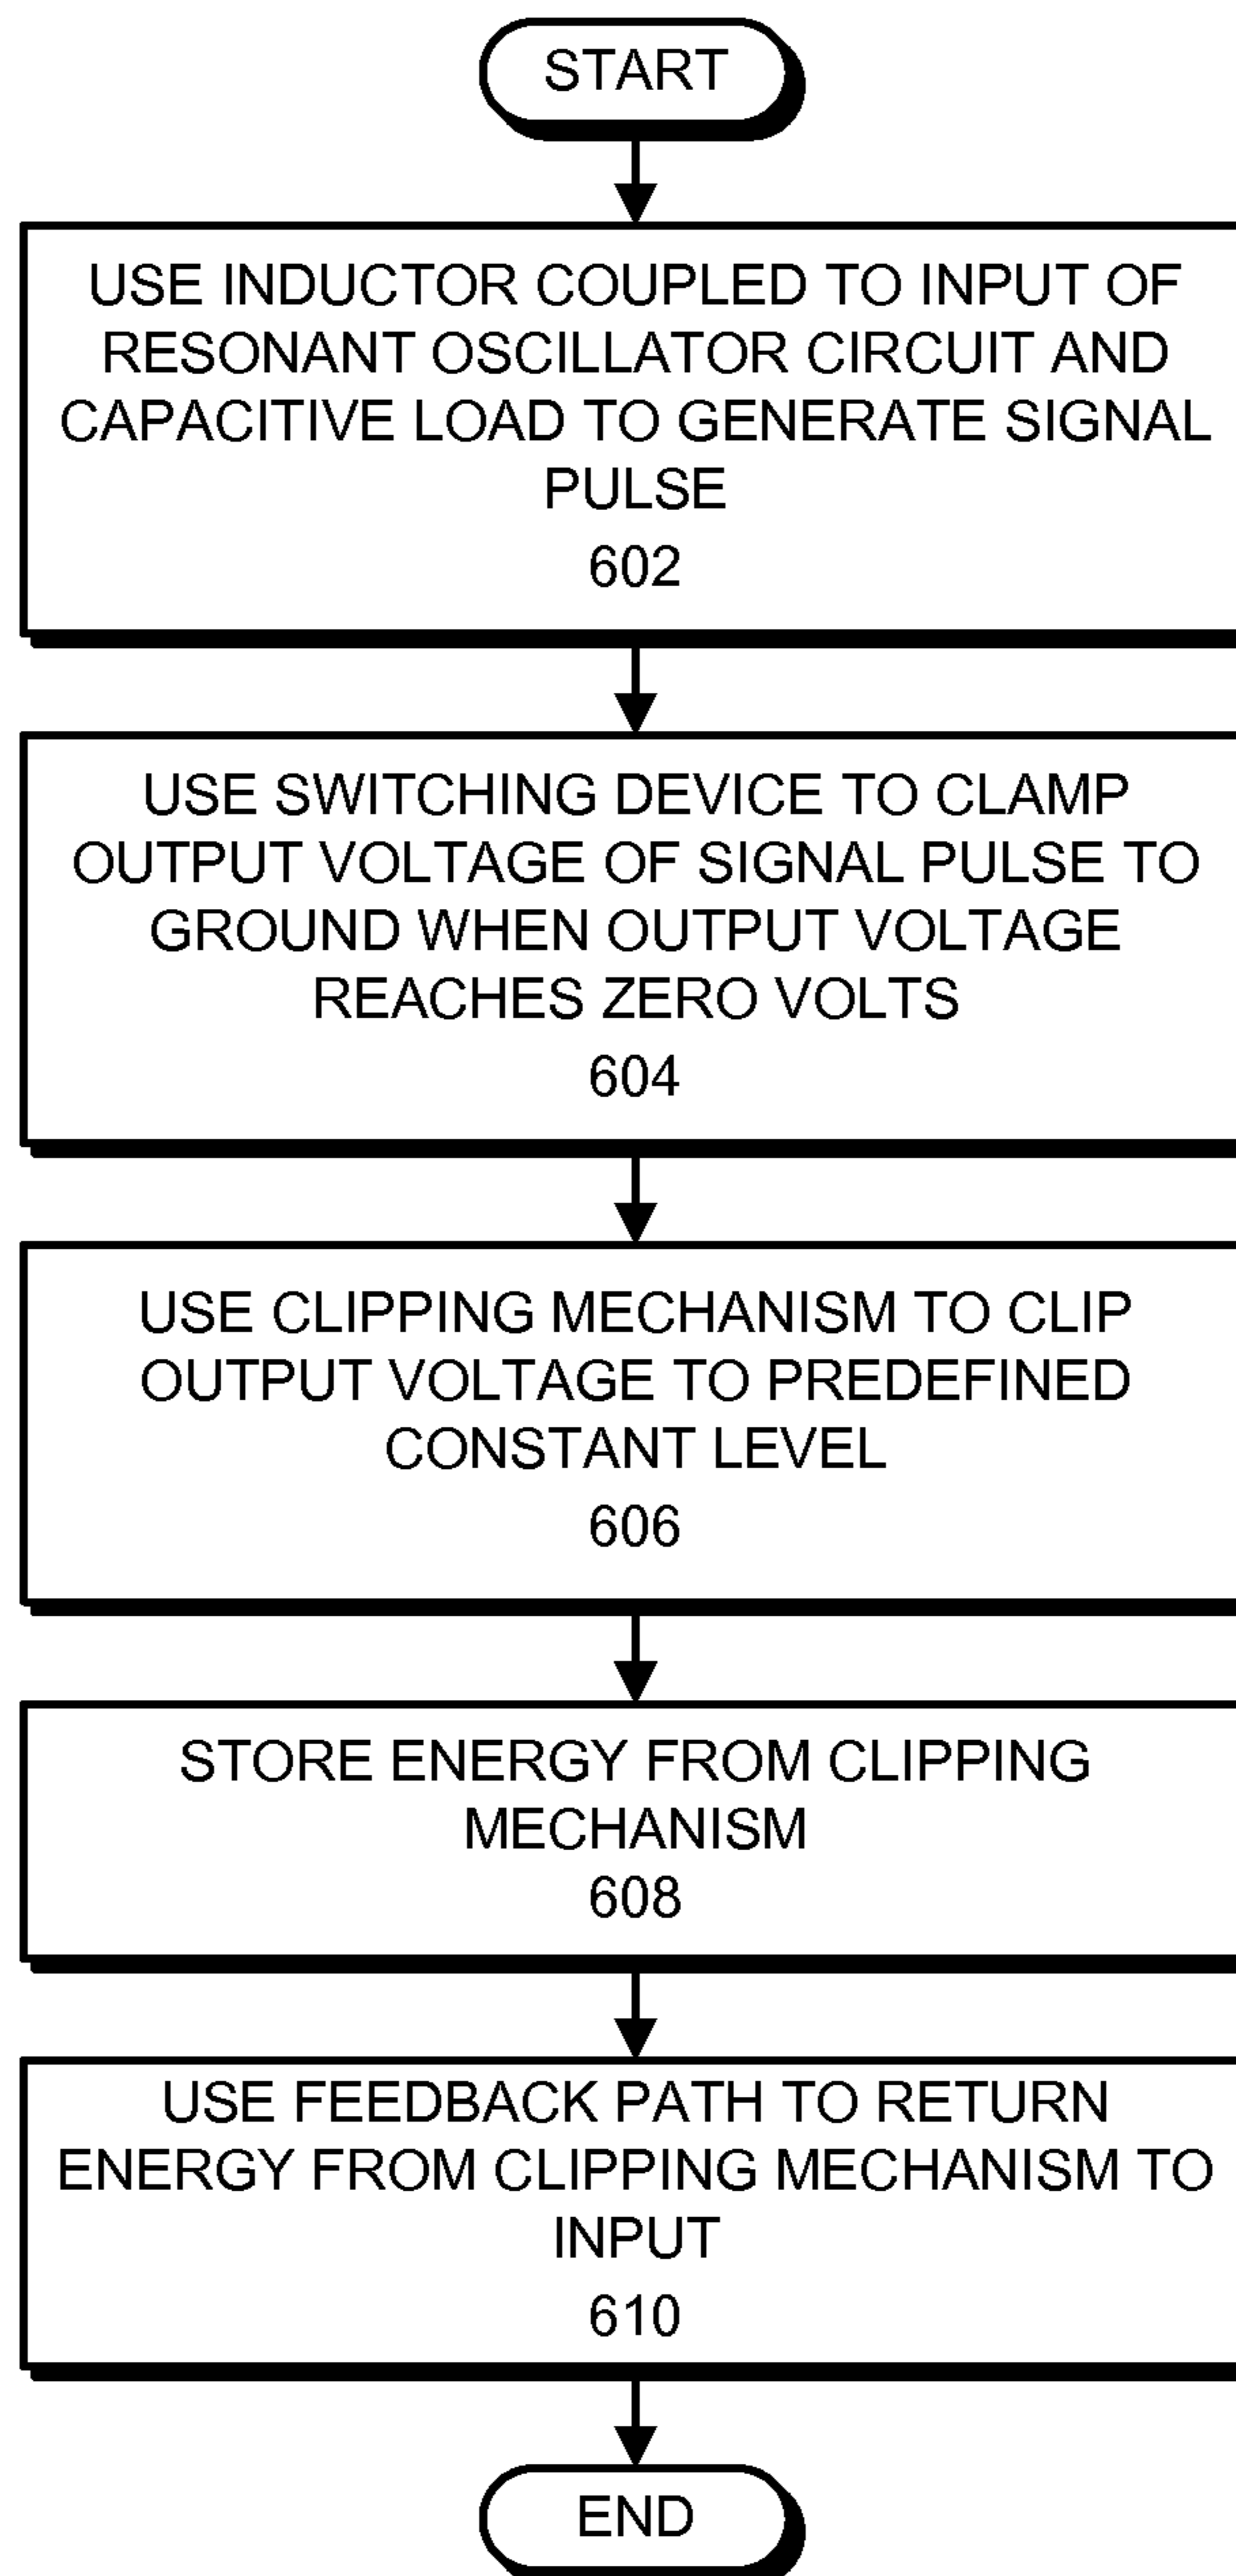 START
USE INDUCTOR COUPLED TO INPUT OF
RESONANT OSCILLATOR CIRCUIT AND
CAPACITIVE LOAD TO GENERATE SIGNAL
PULSE
602
USE SWITCHING DEVICE TO CLAMP
OUTPUT VOLTAGE OF SIGNAL PULSE TO
GROUND WHEN OUTPUT VOLTAGE
REACHES ZERO VOLTS
604
USE CLIPPING MECHANISM TO CLIP
OUTPUT VOLTAGE TO PREDEFINED
CONSTANT LEVEL
606
STORE ENERGY FROM CLIPPING
MECHANISM
608
USE FEEDBACK PATH TO RETURN
ENERGY FROM CLIPPING MECHANISM TO
INPUT
610
END